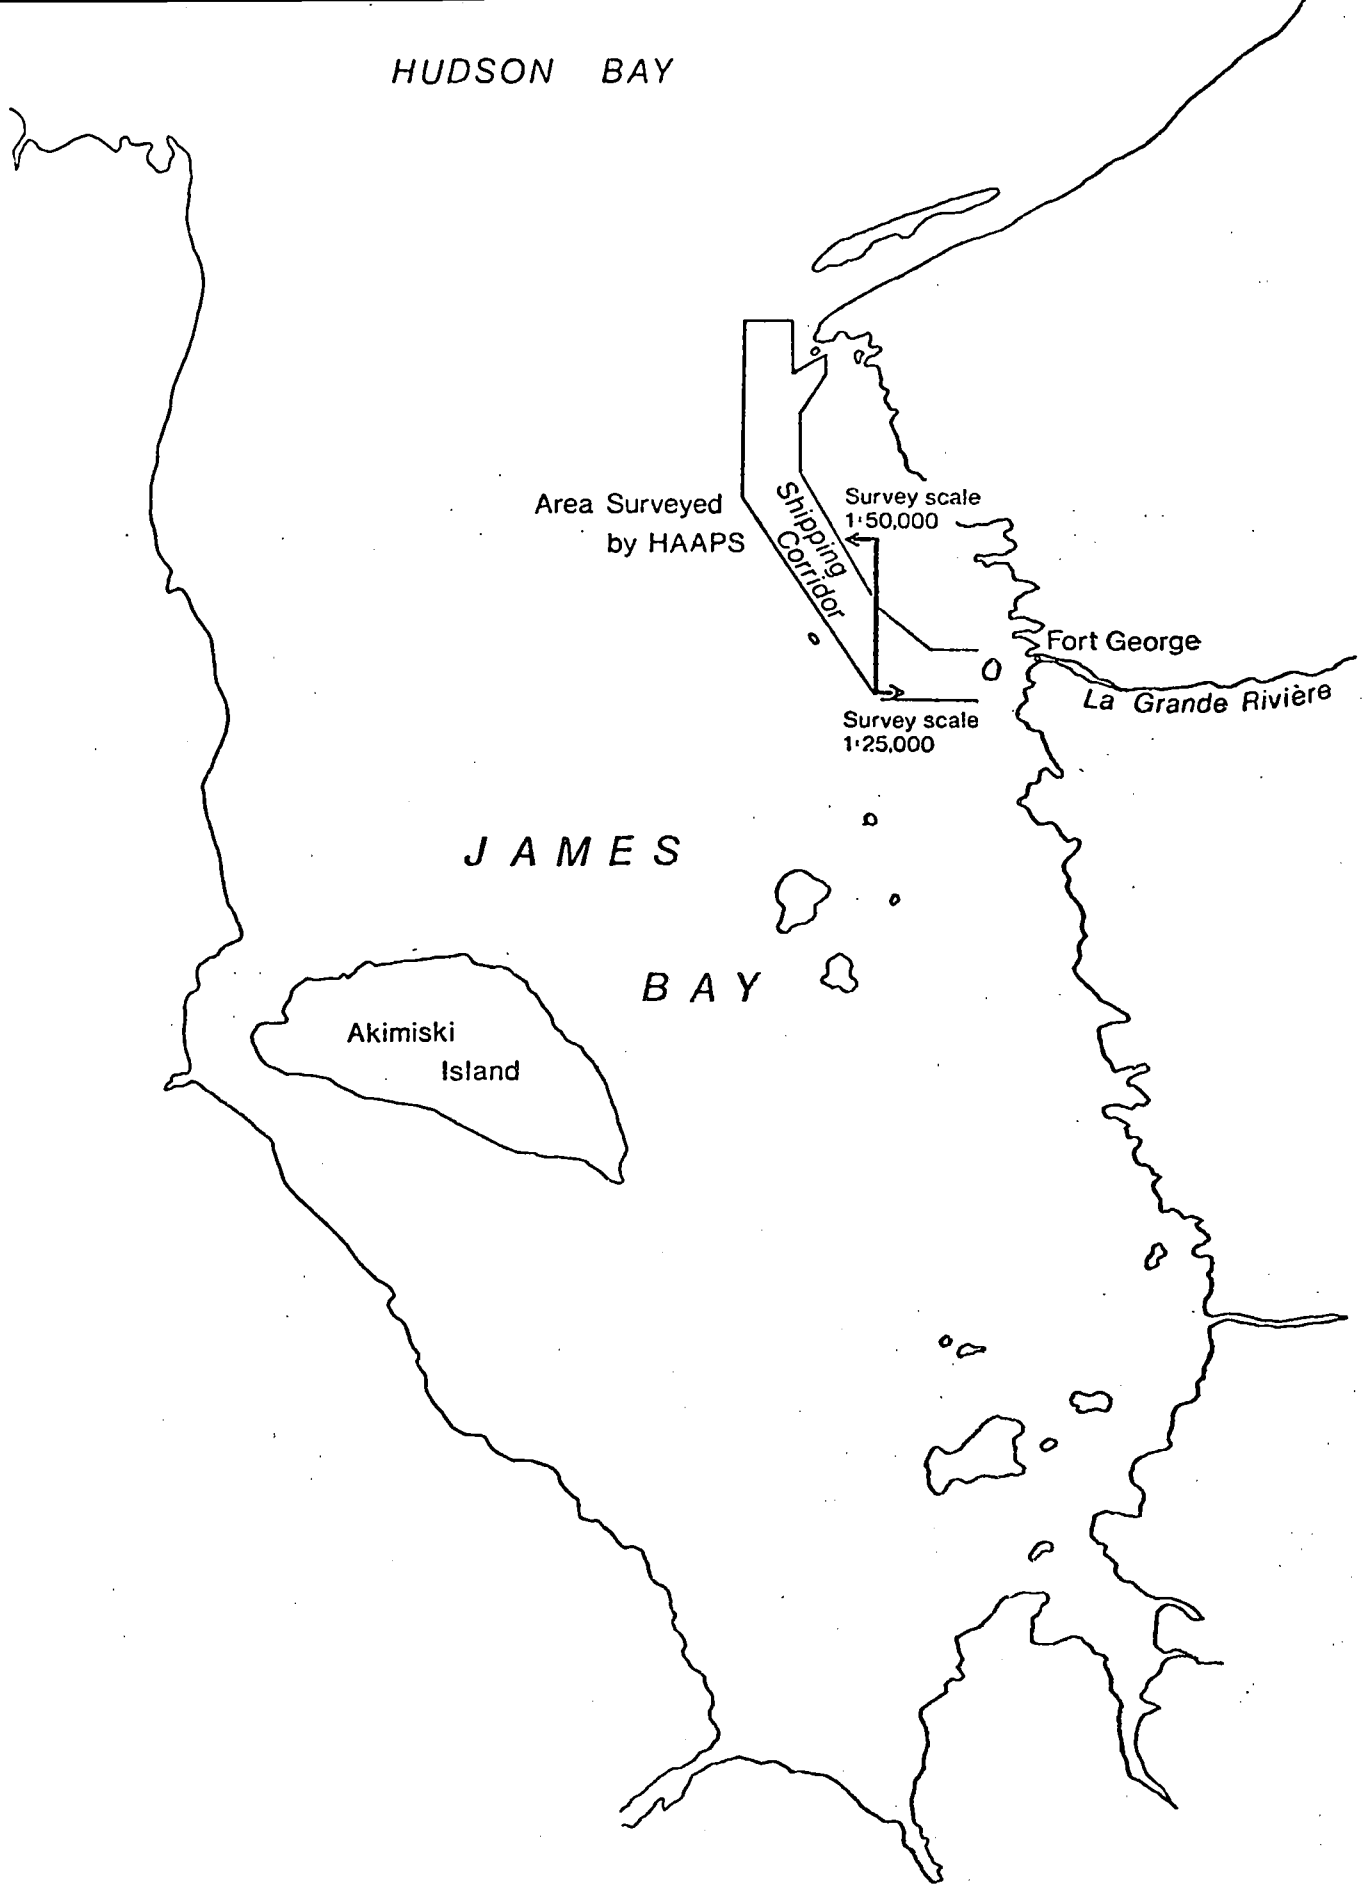 HUDSON BAY
Area Surveyed
by HAAPS
Shipping
Corridor
Survey scale
1:50,000
Fort George
La Grande Rivière
Survey scale
1:25,000
JAMES
BAY
Akimiski
Island